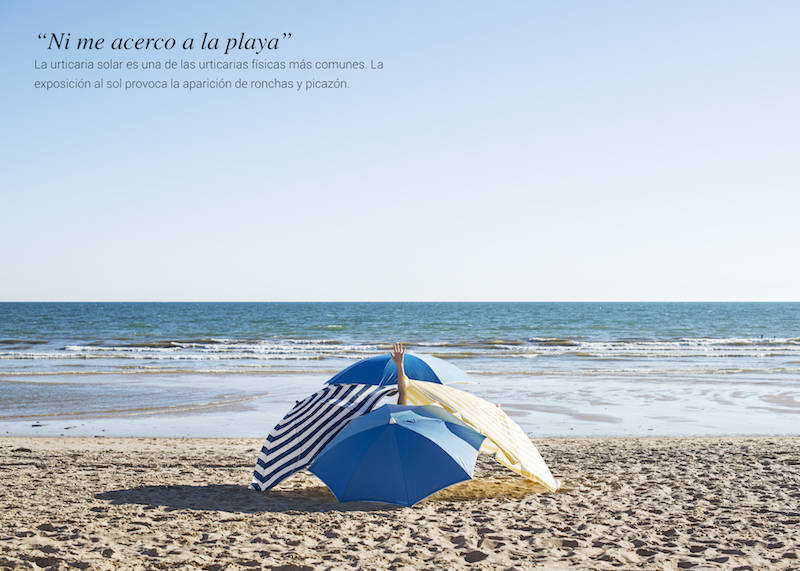 “Ni me acerco a la playa”
La urticaria solar es una de las urticarias físicas más comunes. La
exposición al sol provoca la aparición de ronchas y picazón.